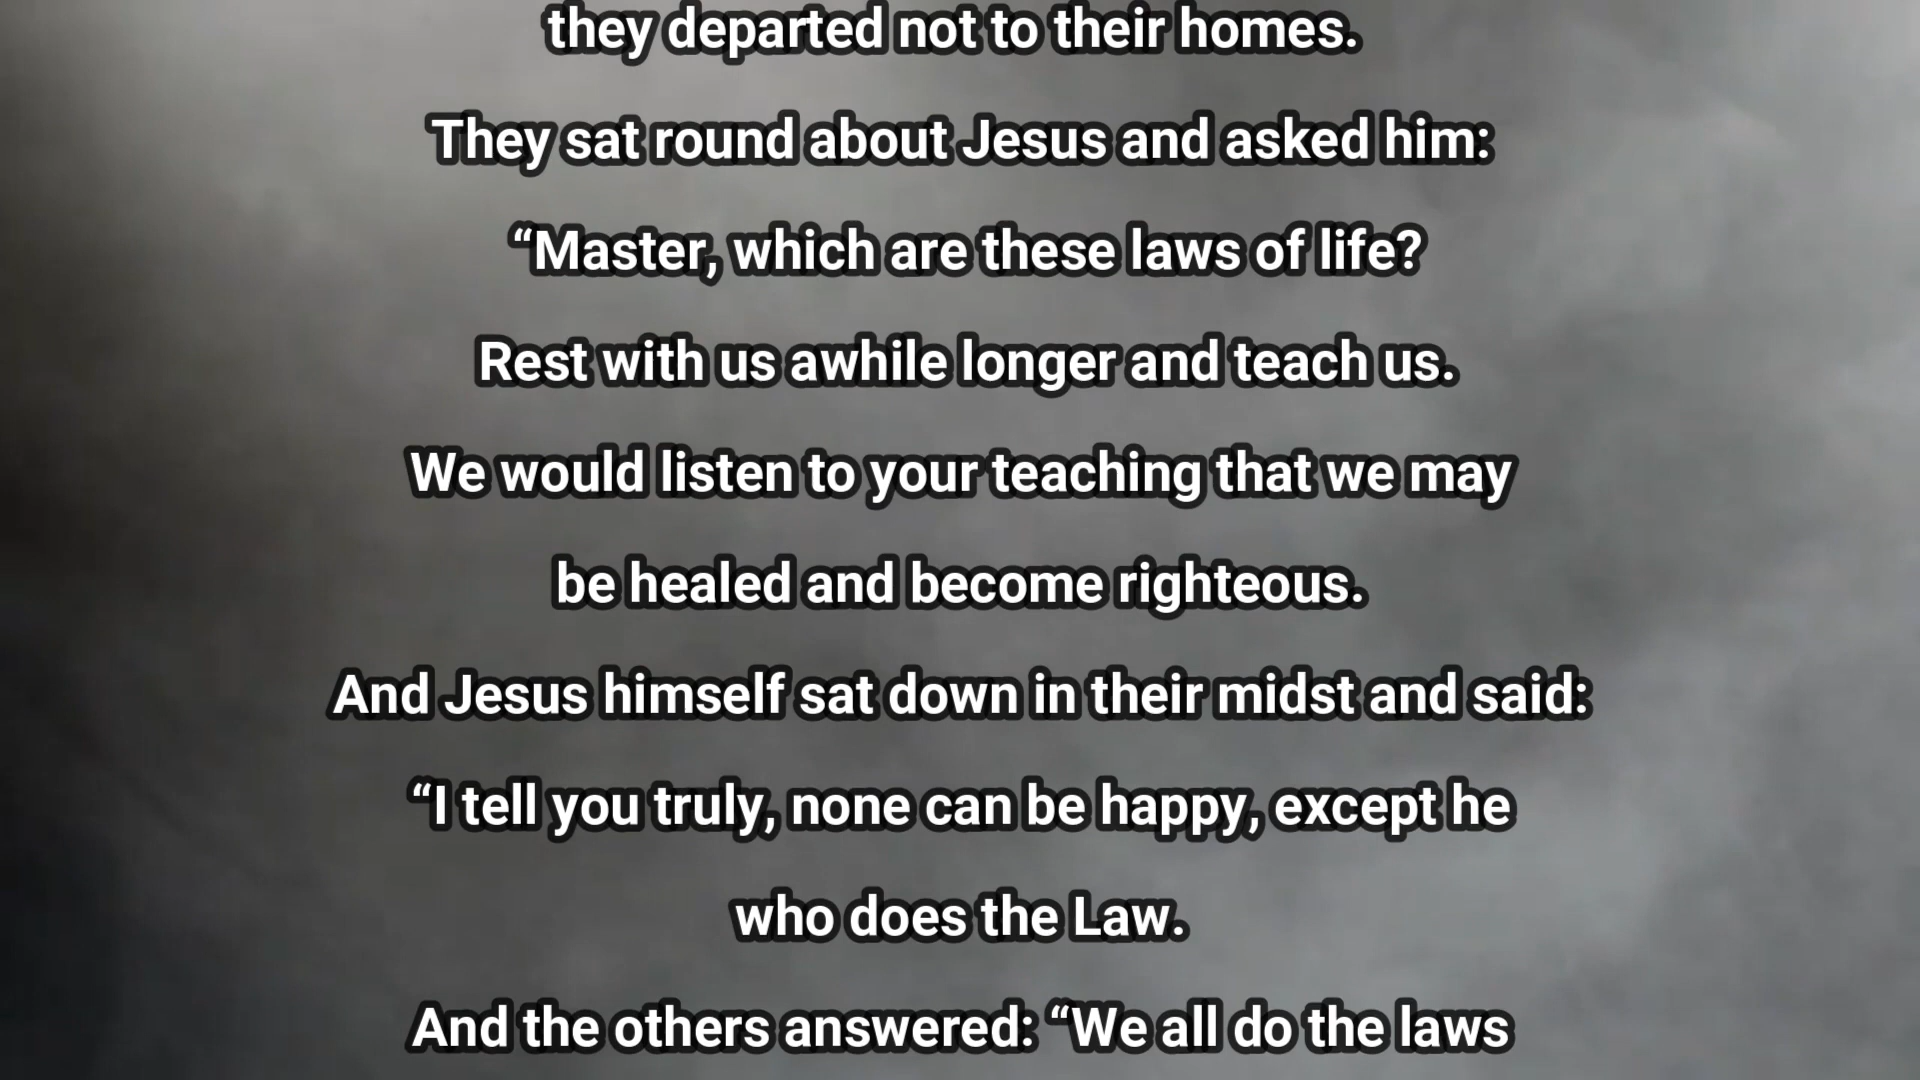 they departed not to their homes.
They sat round about Jesus and asked him:
“Master, which are these laws of life?
Rest with us awhile longer and teach us.
We would listen to your teaching that we may
be healed and become righteous.
And Jesus himself sat down in their midst and said:
“I tell you truly, none can be happy, except he
who does the Law.
And the others answered: “We all do the laws